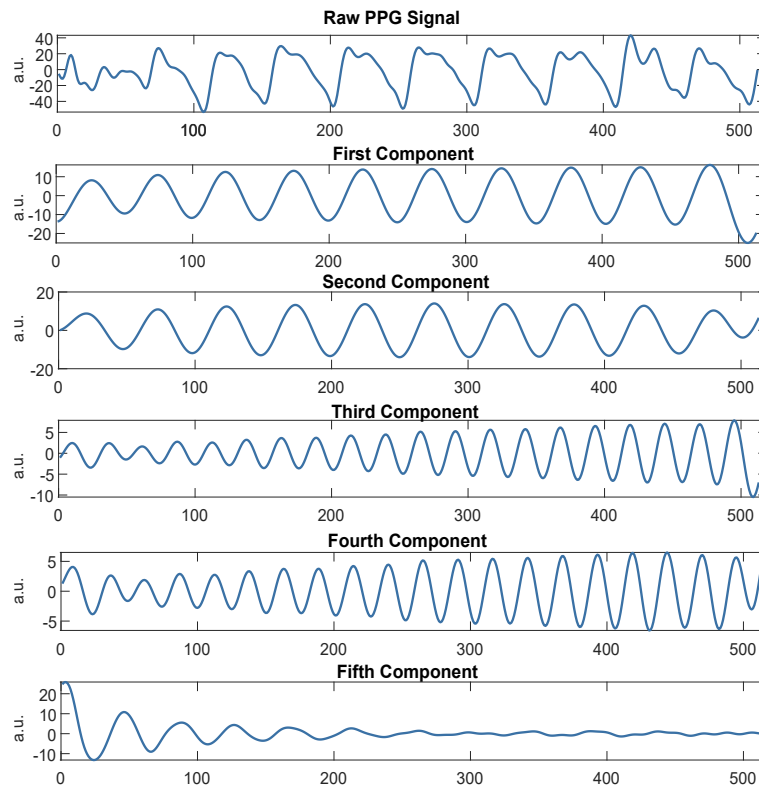 Raw PPG Signal
40
20
0
-20
-40
a.u.
0 100 200 300 400 500
First Component
10
0
-10
-20
a.u.
0 100 200 300 400 500
Second Component
20
0
-20
a.u.
0 100 200 300 400 500
Third Component
5
0
-5
-10
a.u.
0 100 200 300 400 500
Fourth Component
5
0
-5
a.u.
0 100 200 300 400 500
Fifth Component
20
10
0
-10
a.u.
0 100 200 300 400 500